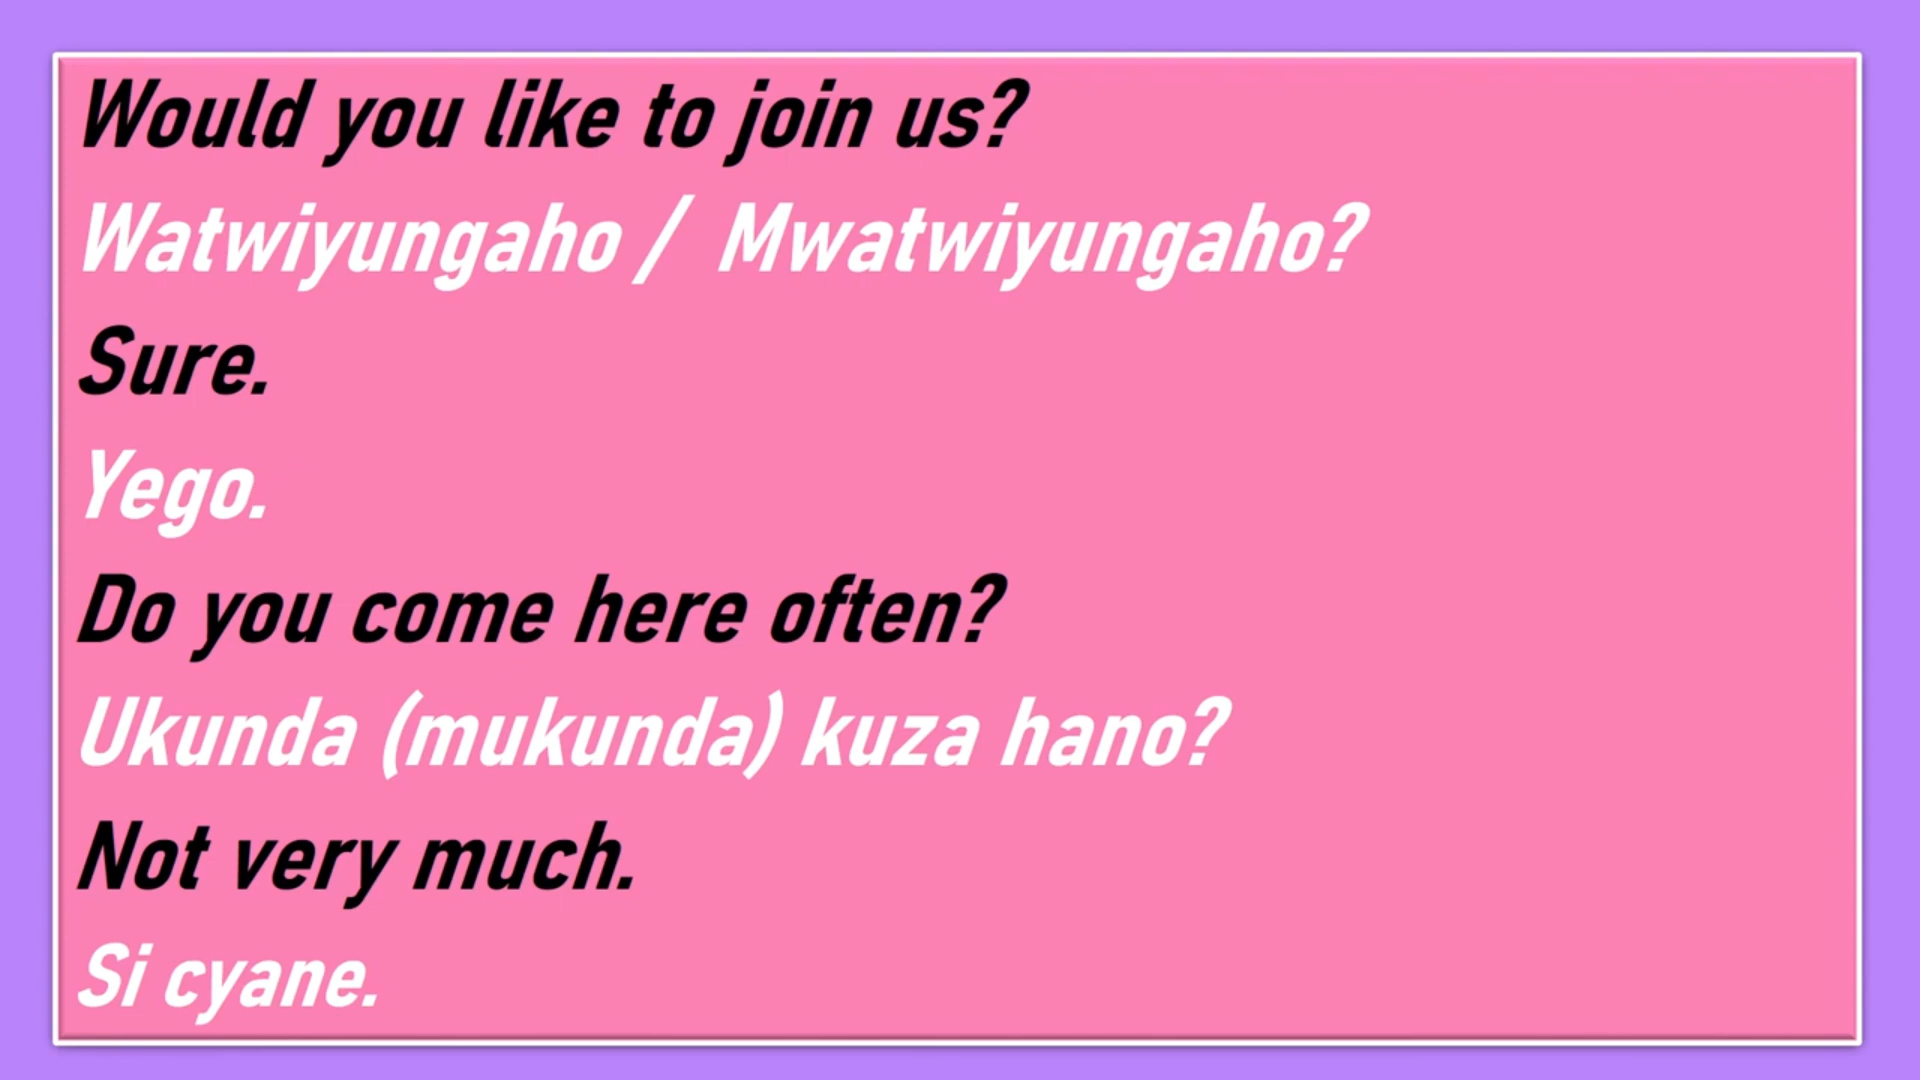 Would you like to join us?
Watwiyungaho / Mwatwiyungaho?
Sure.
Yego.
Do you come here often?
Ukunda (mukunda) kuza hano?
Not very much.
Si cyane.